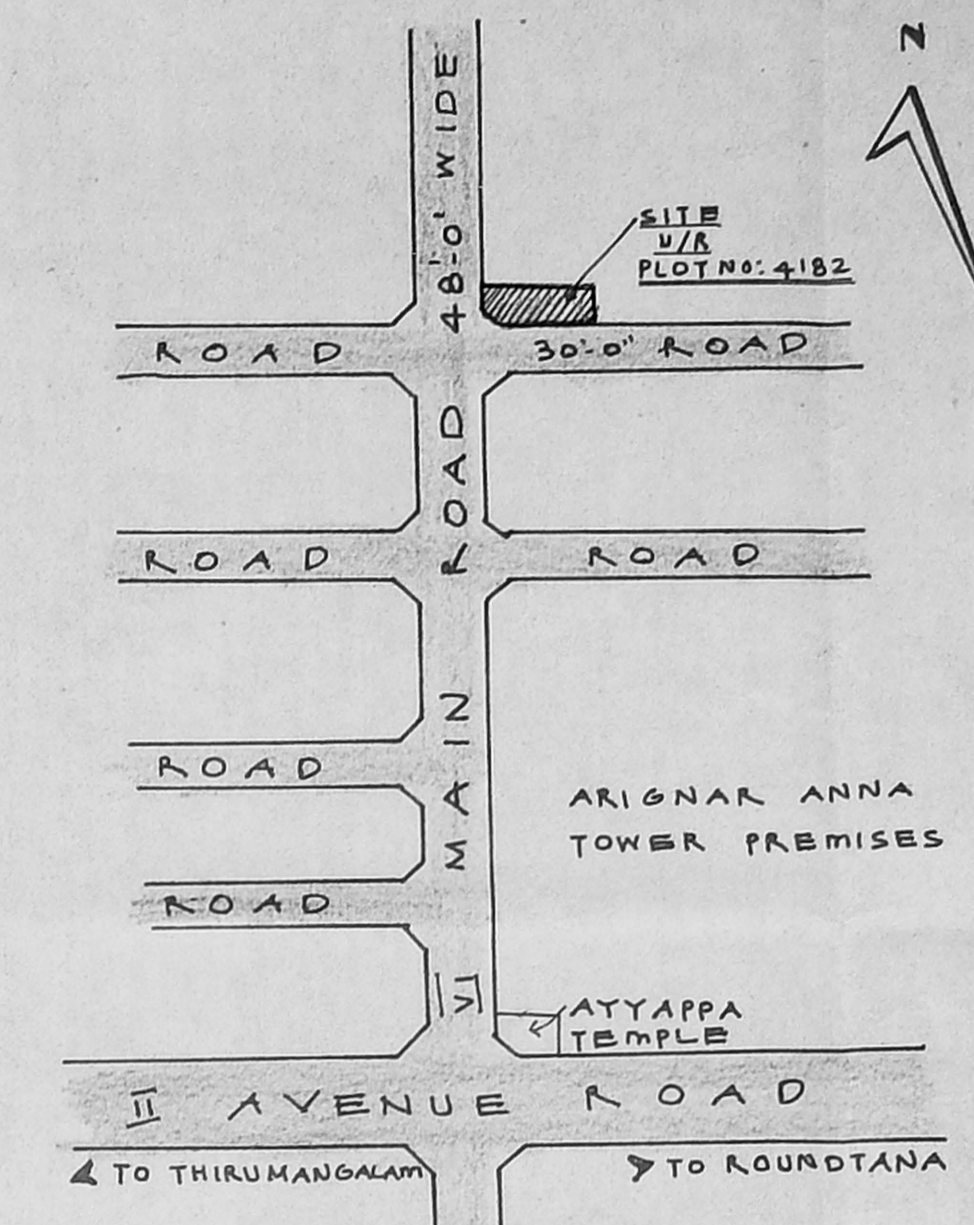 N
SITE
U/R
PLOT NO: 4182
ROAD
30'-0" ROAD
ROAD
ROAD
ROAD
ROAD
VI MAIN ROAD 48'-0' WIDE
ARIGNAR ANNA
TOWER PREMISES
AYYAPPA
TEMPLE
II AVENUE ROAD
TO THIRUMANGALAM
TO ROUNDTANA